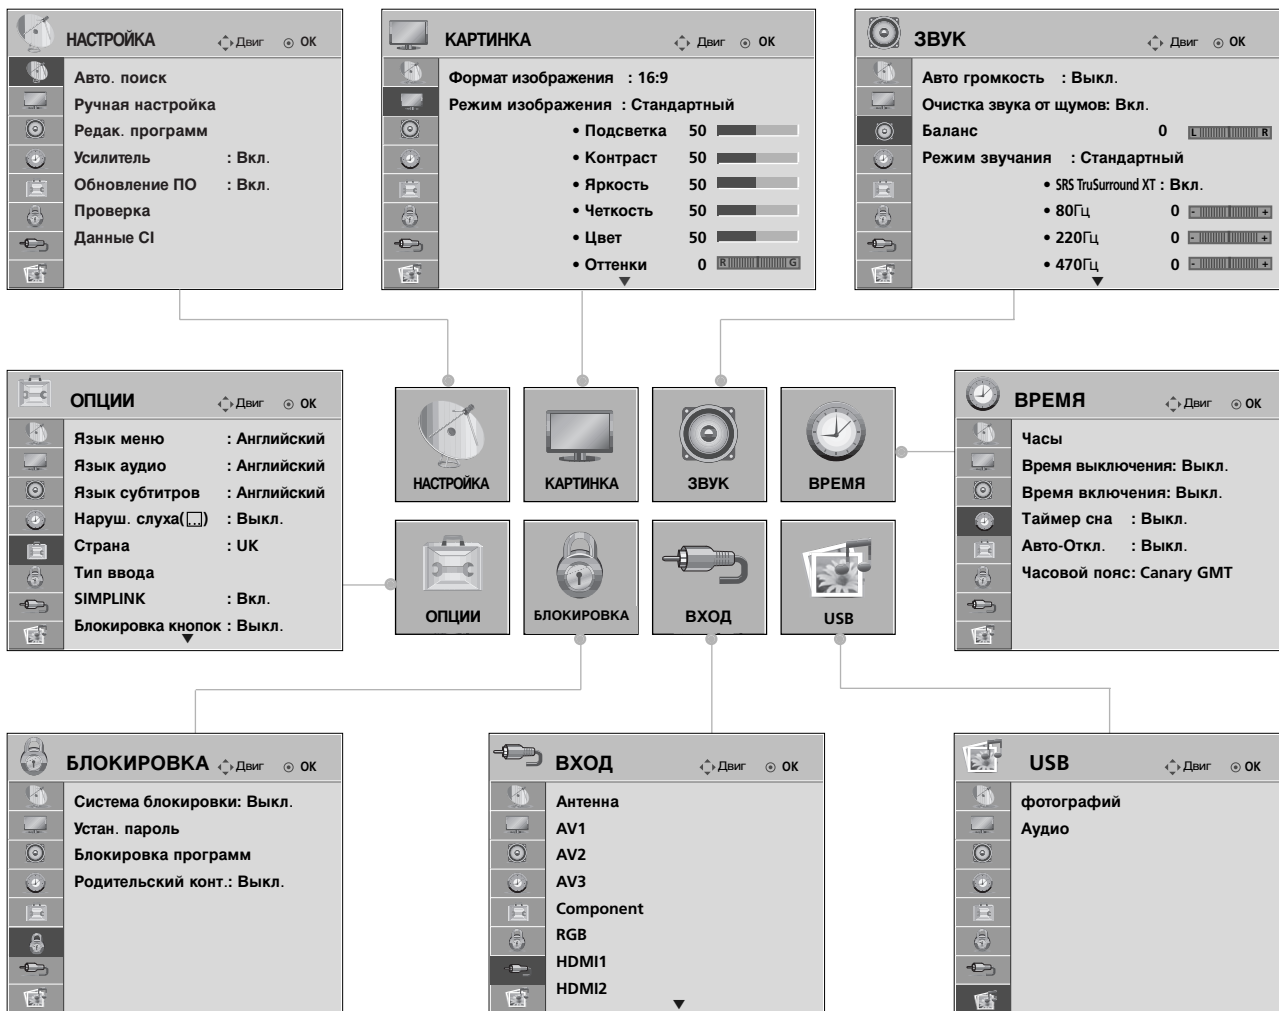 НАСТРОЙКА Двиг OK
Авто. поиск
Ручная настройка
Редак. программ
Усилитель : Вкл.
Обновление ПО : Вкл.
Проверка
Данные CI
КАРТИНКА Двиг OK
Формат изображения : 16:9
Режим изображения : Стандартный
• Подсветка 50
• Контраст 50
• Яркость 50
• Четкость 50
• Цвет 50
• Оттенки 0 R G
ЗВУК Двиг OK
Авто громкость : Выкл.
Очистка звука от щумов: Вкл.
Баланс 0 L R
Режим звучания : Стандартный
• SRS TruSurround XT : Вкл.
• 80Гц 0 - +
• 220Гц 0 - +
• 470Гц 0 - +
ОПЦИИ Двиг OK
Язык меню : Английский
Язык аудио : Английский
Язык субтитров : Английский
Наруш. слуха( ) : Выкл.
Страна : UK
Тип ввода
SIMPLINK : Вкл.
Блокировка кнопок : Выкл.
НАСТРОЙКА
КАРТИНКА
ЗВУК
ВРЕМЯ
ОПЦИИ
БЛОКИРОВКА
ВХОД
USB
ВРЕМЯ Двиг OK
Часы
Время выключения: Выкл.
Время включения: Выкл.
Таймер сна : Выкл.
Авто-Откл. : Выкл.
Часовой пояс: Canary GMT
БЛОКИРОВКА Двиг OK
Система блокировки: Выкл.
Устан. пароль
Блокировка программ
Родительский конт.: Выкл.
ВХОД Двиг OK
Антенна
AV1
AV2
AV3
Component
RGB
HDMI1
HDMI2
USB Двиг OK
фотографий
Аудио